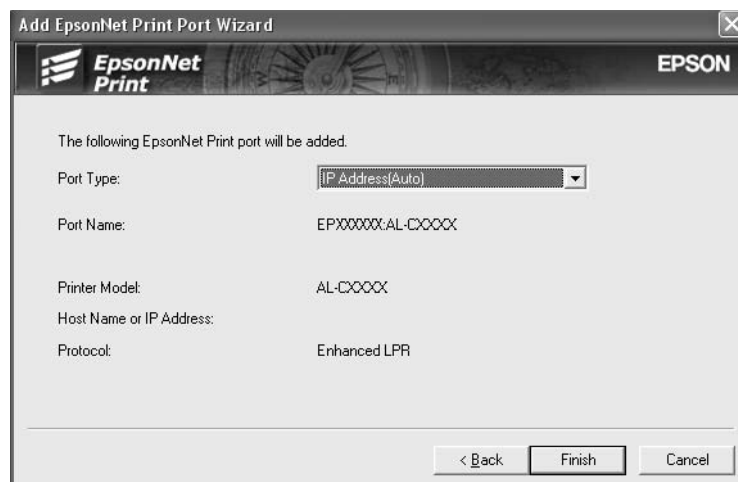 Add EpsonNet Print Port Wizard
EpsonNet
Print
EPSON
The following EpsonNet Print port will be added.
Port Type: IP Address(Auto)
Port Name: EPXXXXXX:AL-CXXXX
Printer Model: AL-CXXXX
Host Name or IP Address:
Protocol: Enhanced LPR
< Back Finish Cancel